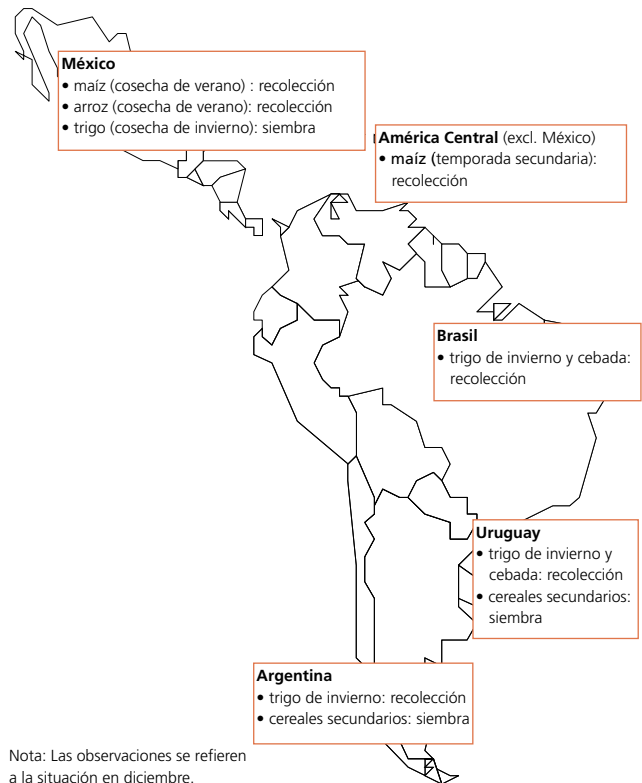 México
• maíz (cosecha de verano) : recolección
• arroz (cosecha de verano): recolección
• trigo (cosecha de invierno): siembra
América Central (excl. México)
• maíz (temporada secundaria):
recolección
Brasil
• trigo de invierno y cebada:
recolección
Uruguay
• trigo de invierno y
cebada: recolección
• cereales secundarios:
siembra
Argentina
• trigo de invierno: recolección
• cereales secundarios: siembra
Nota: Las observaciones se refieren
a la situación en diciembre.